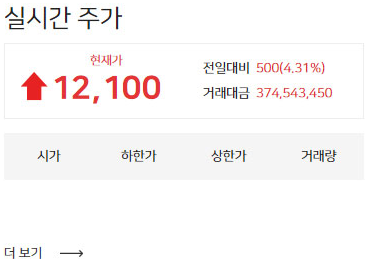 실시간 주가
현재가
12,100
전일대비 500(4.31%)
거래대금 374,543,450
시가 하한가 상한가 거래량
더 보기